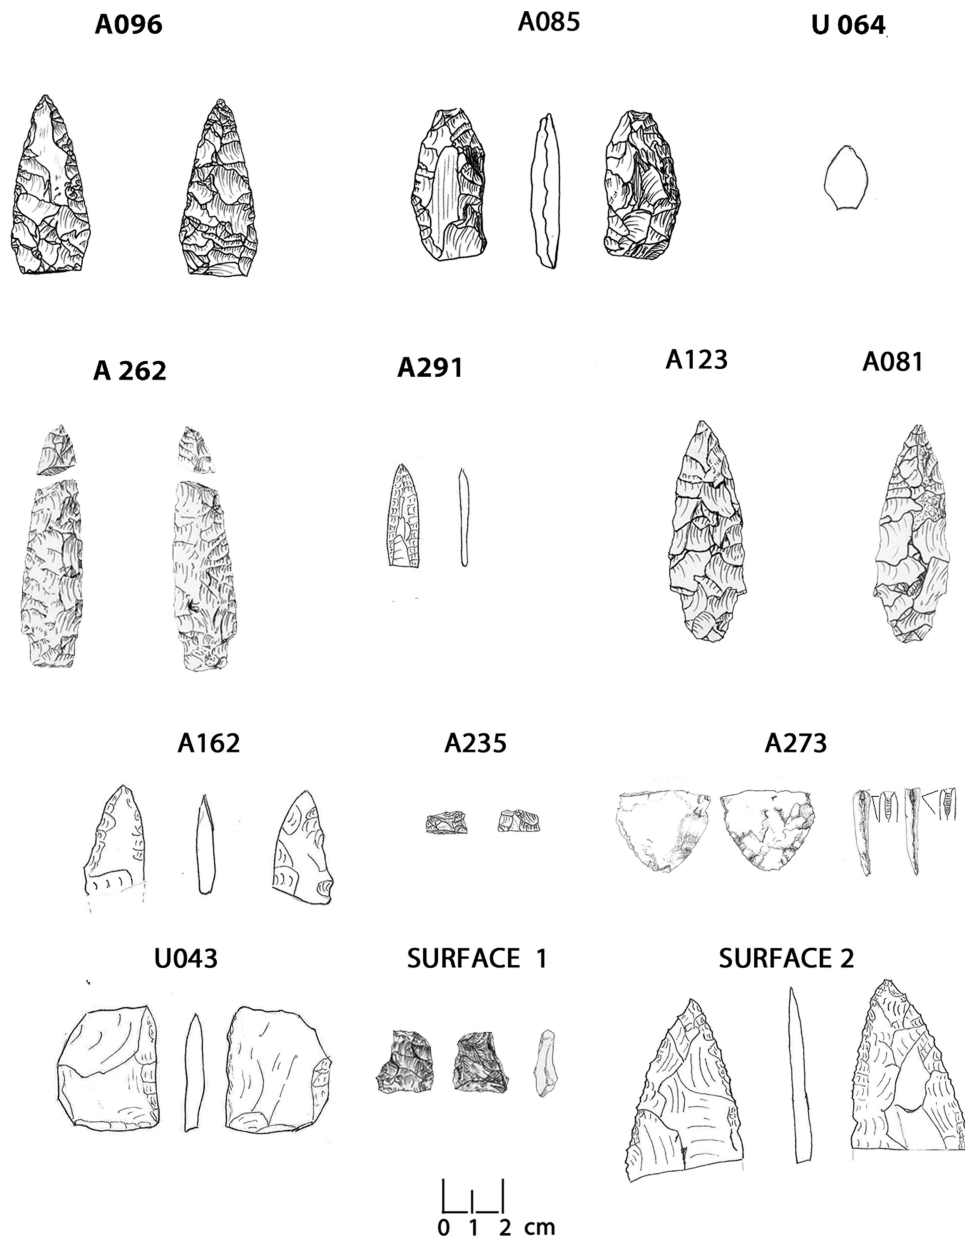 A096
A085
U 064
A 262
A291
A123
A081
A162
A235
A273
U043
SURFACE 1
SURFACE 2
0 1 2 cm